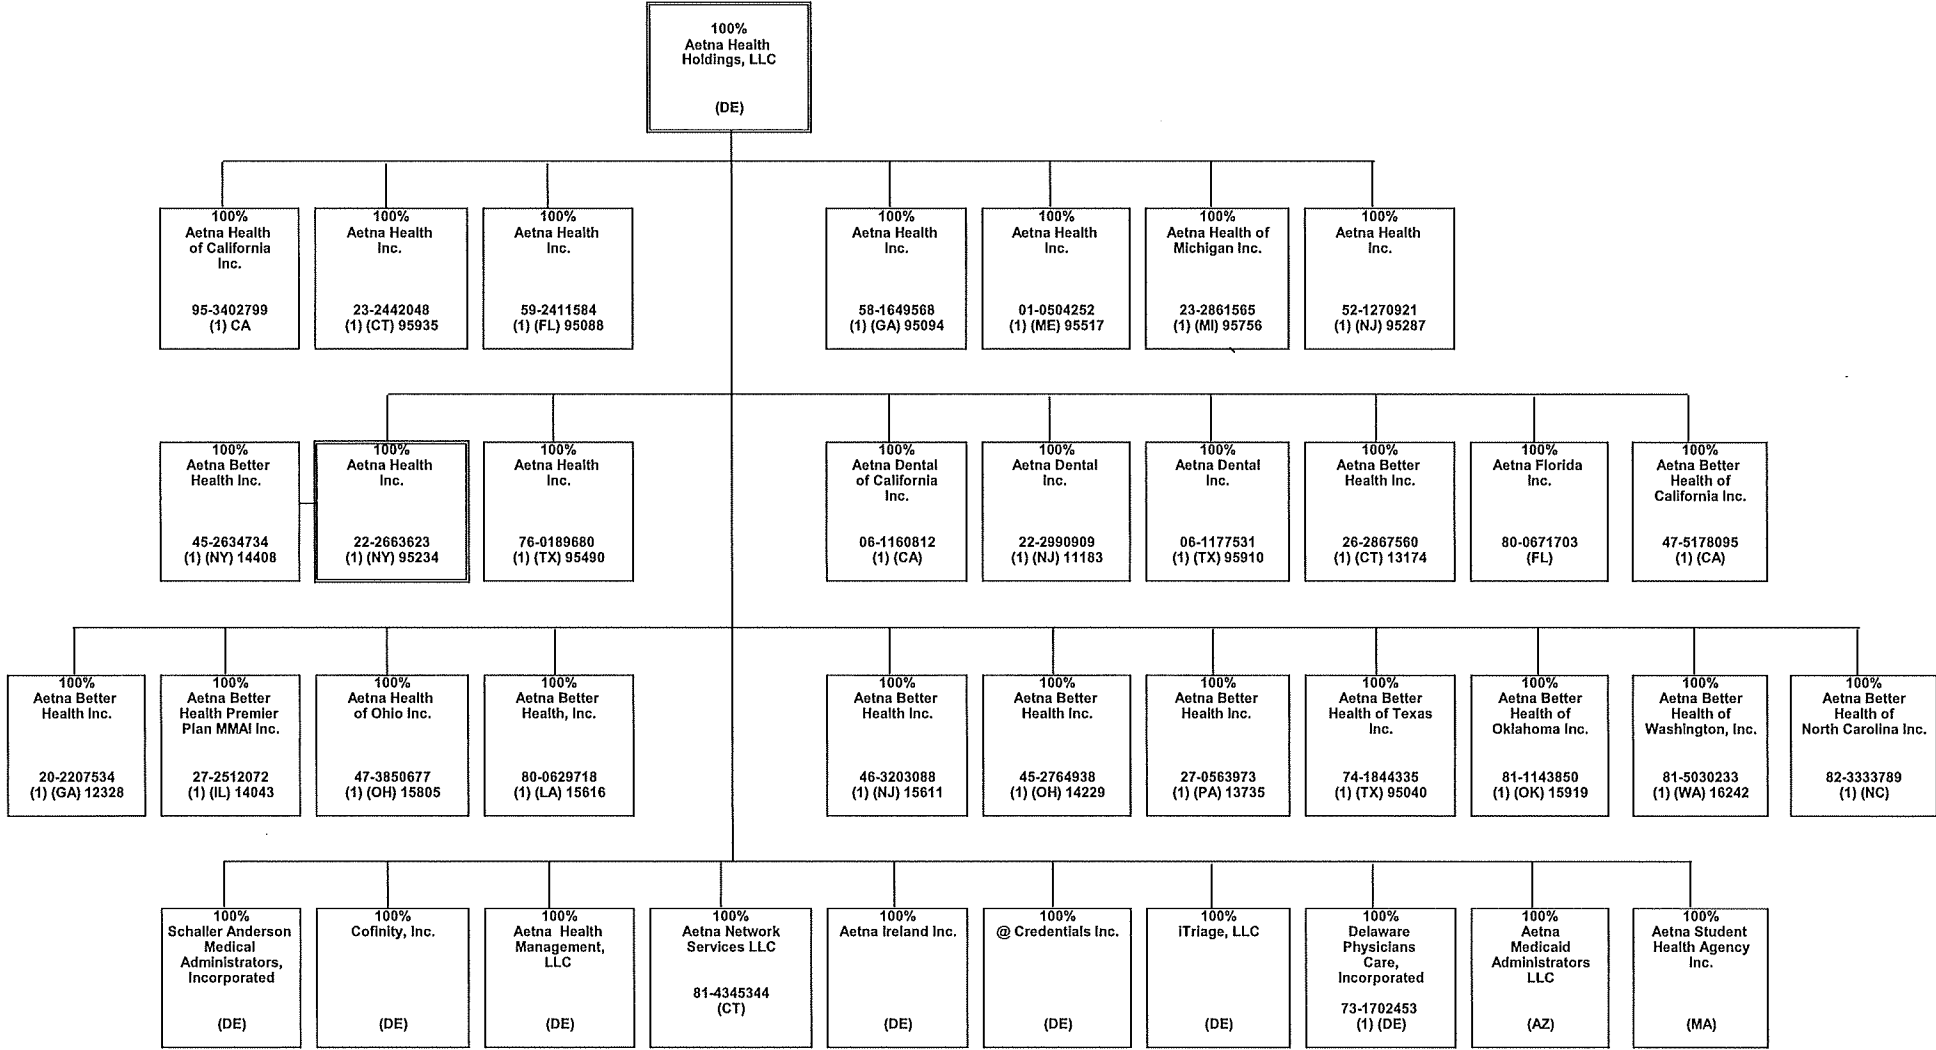 100%
Aetna Health
Holdings, LLC
(DE)
100%
Aetna Health
of California
Inc.
95-3402799
(1) CA
100%
Aetna Health
Inc.
23-2442048
(1) (CT) 95935
100%
Aetna Health
Inc.
59-2411584
(1) (FL) 95088
100%
Aetna Health
Inc.
58-1649568
(1) (GA) 95094
100%
Aetna Health
Inc.
01-0504252
(1) (ME) 95517
100%
Aetna Health of
Michigan Inc.
23-2861565
(1) (MI) 95756
100%
Aetna Health
Inc.
52-1270921
(1) (NJ) 95287
100%
Aetna Better
Health Inc.
45-2634734
(1) (NY) 14408
100%
Aetna Health
Inc.
22-2663623
(1) (NY) 95234
100%
Aetna Health
Inc.
76-0189680
(1) (TX) 95490
100%
Aetna Dental
of California
Inc.
06-1160812
(1) (CA)
100%
Aetna Dental
Inc.
22-2990909
(1) (NJ) 11183
100%
Aetna Dental
Inc.
06-1177531
(1) (TX) 95910
100%
Aetna Better
Health Inc.
26-2867560
(1) (CT) 13174
100%
Aetna Florida
Inc.
80-0671703
(FL)
100%
Aetna Better
Health of
California Inc.
47-5178095
(1) (CA)
100%
Aetna Better
Health Inc.
20-2207534
(1) (GA) 12328
100%
Aetna Better
Health Premier
Plan MMAI Inc.
27-2512072
(1) (IL) 14043
100%
Aetna Health
of Ohio Inc.
47-3850677
(1) (OH) 15805
100%
Aetna Better
Health, Inc.
80-0629718
(1) (LA) 15616
100%
Aetna Better
Health Inc.
46-3203088
(1) (NJ) 15611
100%
Aetna Better
Health Inc.
45-2764938
(1) (OH) 14229
100%
Aetna Better
Health Inc.
27-0563973
(1) (PA) 13735
100%
Aetna Better
Health of Texas
Inc.
74-1844335
(1) (TX) 95040
100%
Aetna Better
Health of
Oklahoma Inc.
81-1143850
(1) (OK) 15919
100%
Aetna Better
Health of
Washington, Inc.
81-5030233
(1) (WA) 16242
100%
Aetna Better
Health of
North Carolina Inc.
82-3333789
(1) (NC)
100%
Schaller Anderson
Medical
Administrators,
Incorporated
(DE)
100%
Cofinity, Inc.
(DE)
100%
Aetna Health
Management,
LLC
(DE)
100%
Aetna Network
Services LLC
81-4345344
(CT)
100%
Aetna Ireland Inc.
(DE)
100%
@ Credentials Inc.
(DE)
100%
iTriage, LLC
(DE)
100%
Delaware
Physicians
Care,
Incorporated
73-1702453
(1) (DE)
100%
Aetna
Medicaid
Administrators
LLC
(AZ)
100%
Aetna Student
Health Agency
Inc.
(MA)